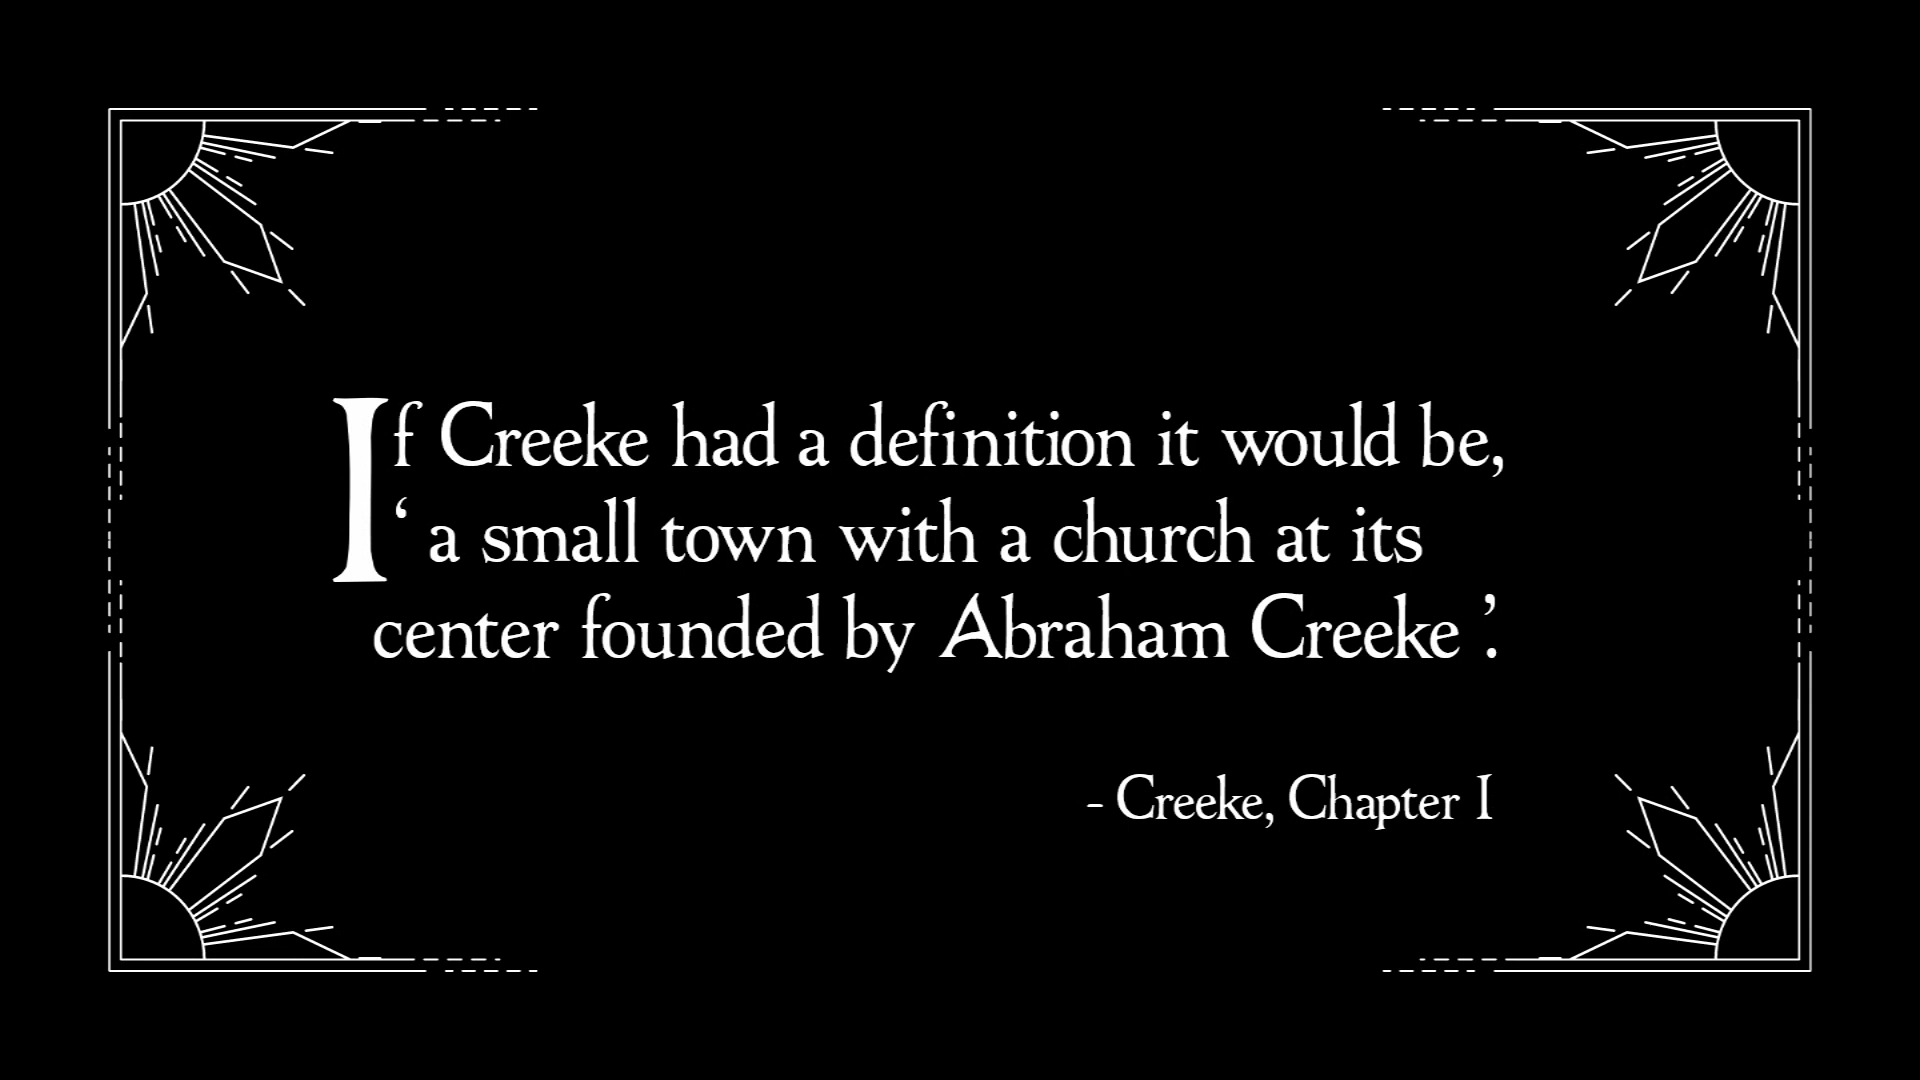 If Creeke had a definition it would be,
‘ a small town with a church at its
center founded by Abraham Creeke ’.
- Creeke, Chapter I